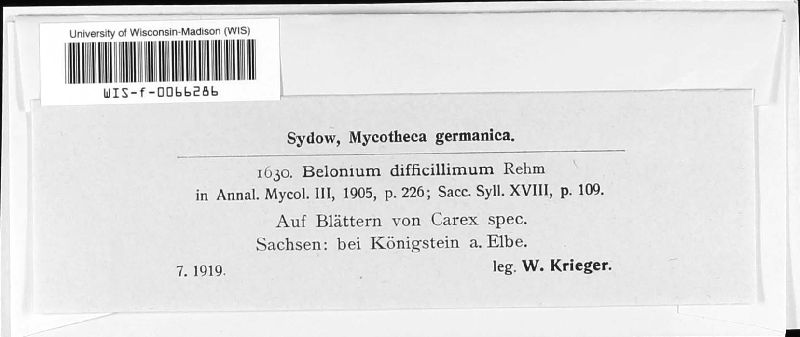 University of Wisconsin-Madison (WIS)
WIS-f-0066286
Sydow, Mycotheca germanica.
1630. Belonium difficillimum Rehm
in Annal. Mycol. III, 1905, p. 226; Sacc. Syll. XVIII, p. 109.
Auf Blättern von Carex spec.
Sachsen: bei Königstein a. Elbe.
7. 1919. leg. W. Krieger.